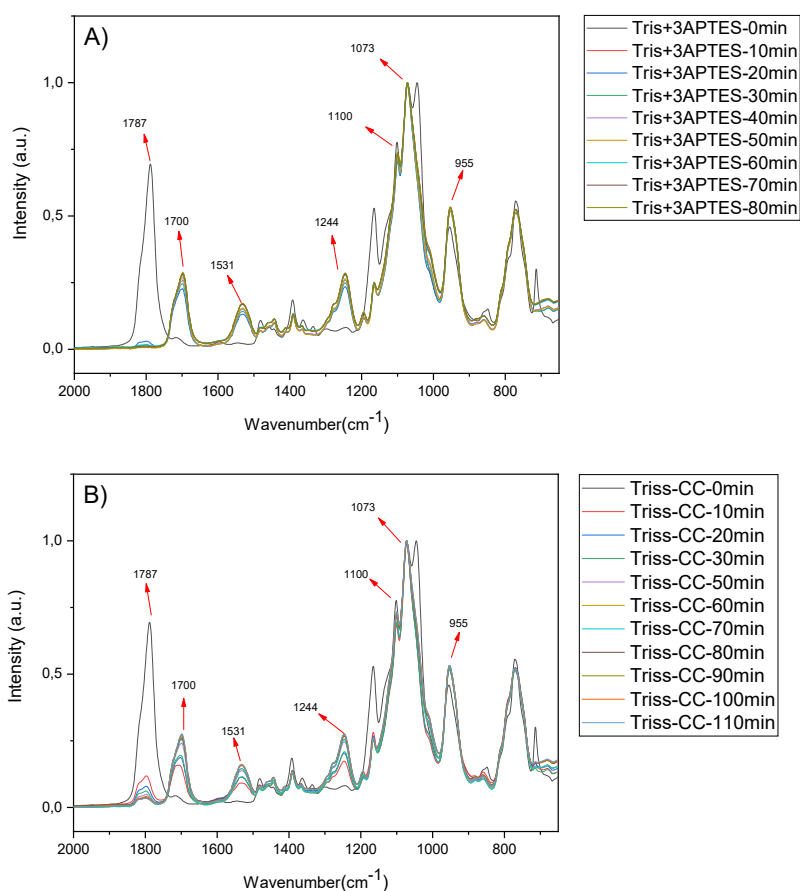 A)
1787
1700
1531
1244
1100
1073
955
1,0
0,5
0,0
Intensity (a.u.)
2000 1800 1600 1400 1200 1000 800
Wavenumber(cm⁻¹)
Tris+3APTES-0min
Tris+3APTES-10min
Tris+3APTES-20min
Tris+3APTES-30min
Tris+3APTES-40min
Tris+3APTES-50min
Tris+3APTES-60min
Tris+3APTES-70min
Tris+3APTES-80min
B)
1787
1700
1531
1244
1100
1073
955
1,0
0,5
0,0
Intensity (a.u.)
2000 1800 1600 1400 1200 1000 800
Wavenumber(cm⁻¹)
Triss-CC-0min
Triss-CC-10min
Triss-CC-20min
Triss-CC-30min
Triss-CC-50min
Triss-CC-60min
Triss-CC-70min
Triss-CC-80min
Triss-CC-90min
Triss-CC-100min
Triss-CC-110min